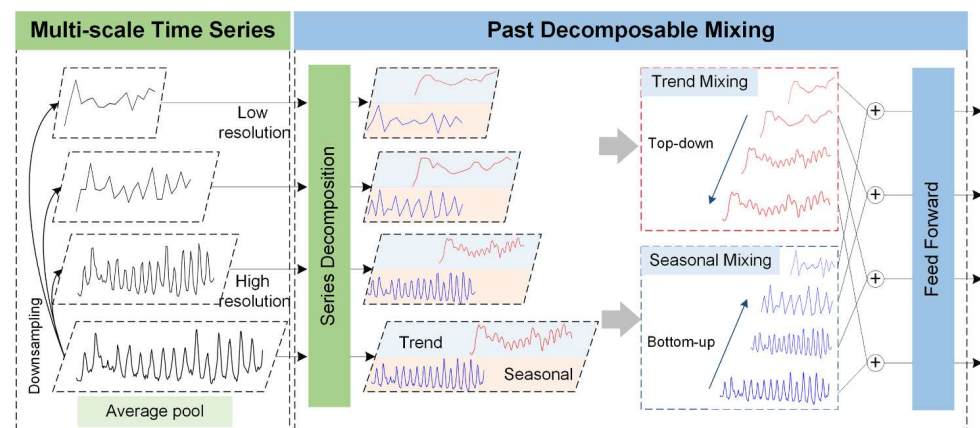 Multi-scale Time Series
Past Decomposable Mixing
Downsampling
Low
resolution
High
resolution
Average pool
Series Decomposition
Trend
Seasonal
Trend Mixing
Top-down
Seasonal Mixing
Bottom-up
+
+
+
+
Feed Forward